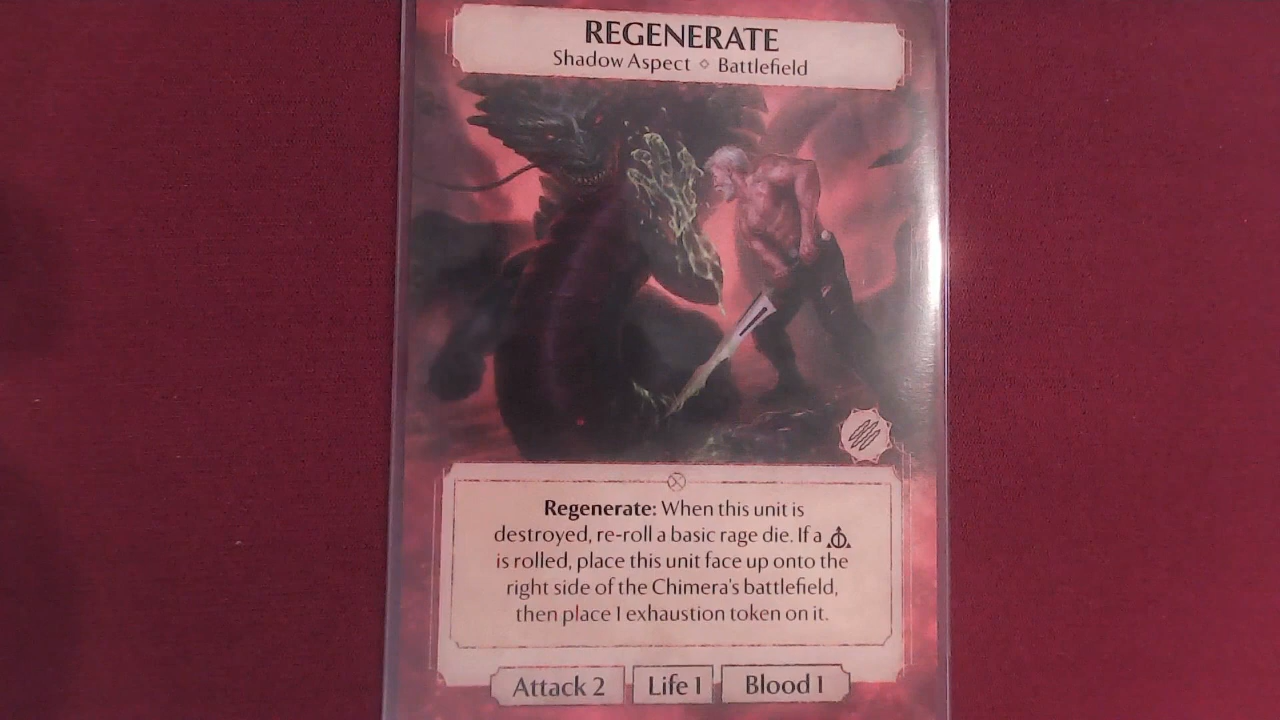 REGENERATE
Shadow Aspect ⋄ Battlefield
Regenerate: When this unit is
destroyed, re-roll a basic rage die. If a
is rolled, place this unit face up onto the
right side of the Chimera's battlefield,
then place 1 exhaustion token on it.
Attack 2 Life 1 Blood 1